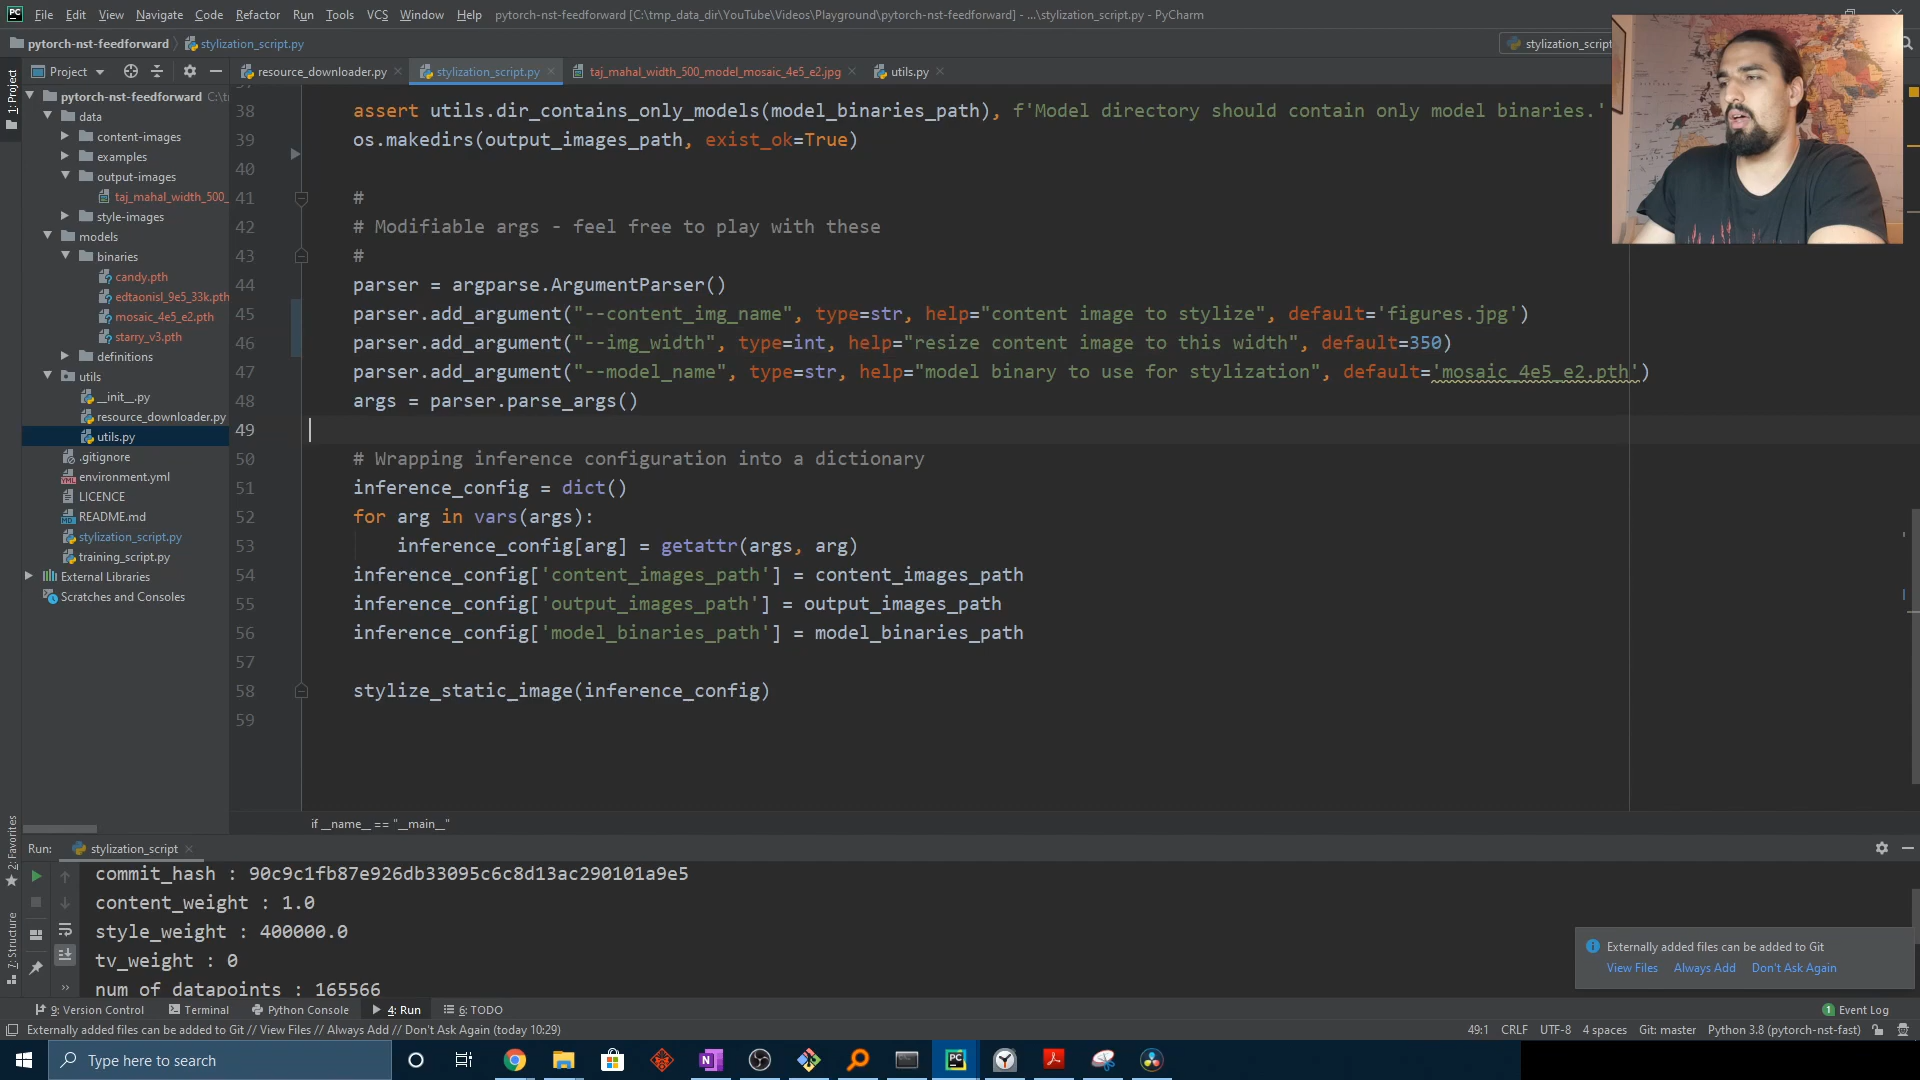 File Edit View Navigate Code Refactor Run Tools VCS Window Help pytorch-nst-feedforward [C:\tmp_data_dir\YouTube\Videos\Playground\pytorch-nst-feedforward] - ...\stylization_script.py - PyCharm
pytorch-nst-feedforward stylization_script.py
stylization_script
1: Project
Project
resource_downloader.py stylization_script.py taj_mahal_width_500_model_mosaic_4e5_e2.jpg utils.py
pytorch-nst-feedforward
data
content-images
examples
output-images
taj_mahal_width_500_
style-images
models
binaries
candy.pth
edtaonisl_9e5_33k.pth
mosaic_4e5_e2.pth
starry_v3.pth
definitions
utils
__init__.py
resource_downloader.py
utils.py
.gitignore
environment.yml
LICENCE
README.md
stylization_script.py
training_script.py
External Libraries
Scratches and Consoles
38 assert utils.dir_contains_only_models(model_binaries_path), f'Model directory should contain only model binaries.'
39 os.makedirs(output_images_path, exist_ok=True)
40
41 #
42 # Modifiable args - feel free to play with these
43 #
44 parser = argparse.ArgumentParser()
45 parser.add_argument("--content_img_name", type=str, help="content image to stylize", default='figures.jpg')
46 parser.add_argument("--img_width", type=int, help="resize content image to this width", default=350)
47 parser.add_argument("--model_name", type=str, help="model binary to use for stylization", default='mosaic_4e5_e2.pth')
48 args = parser.parse_args()
49
50 # Wrapping inference configuration into a dictionary
51 inference_config = dict()
52 for arg in vars(args):
53 inference_config[arg] = getattr(args, arg)
54 inference_config['content_images_path'] = content_images_path
55 inference_config['output_images_path'] = output_images_path
56 inference_config['model_binaries_path'] = model_binaries_path
57
58 stylize_static_image(inference_config)
59
if __name__ == "__main__"
2: Favorites
7: Structure
Run: stylization_script
commit_hash : 90c9c1fb87e926db33095c6c8d13ac290101a9e5
content_weight : 1.0
style_weight : 400000.0
tv_weight : 0
num_of_datapoints : 165566
Externally added files can be added to Git
View Files Always Add Don't Ask Again
9: Version Control Terminal Python Console 4: Run 6: TODO 1 Event Log
Externally added files can be added to Git // View Files // Always Add // Don't Ask Again (today 10:29) 49:1 CRLF UTF-8 4 spaces Git: master Python 3.8 (pytorch-nst-fast)
Type here to search